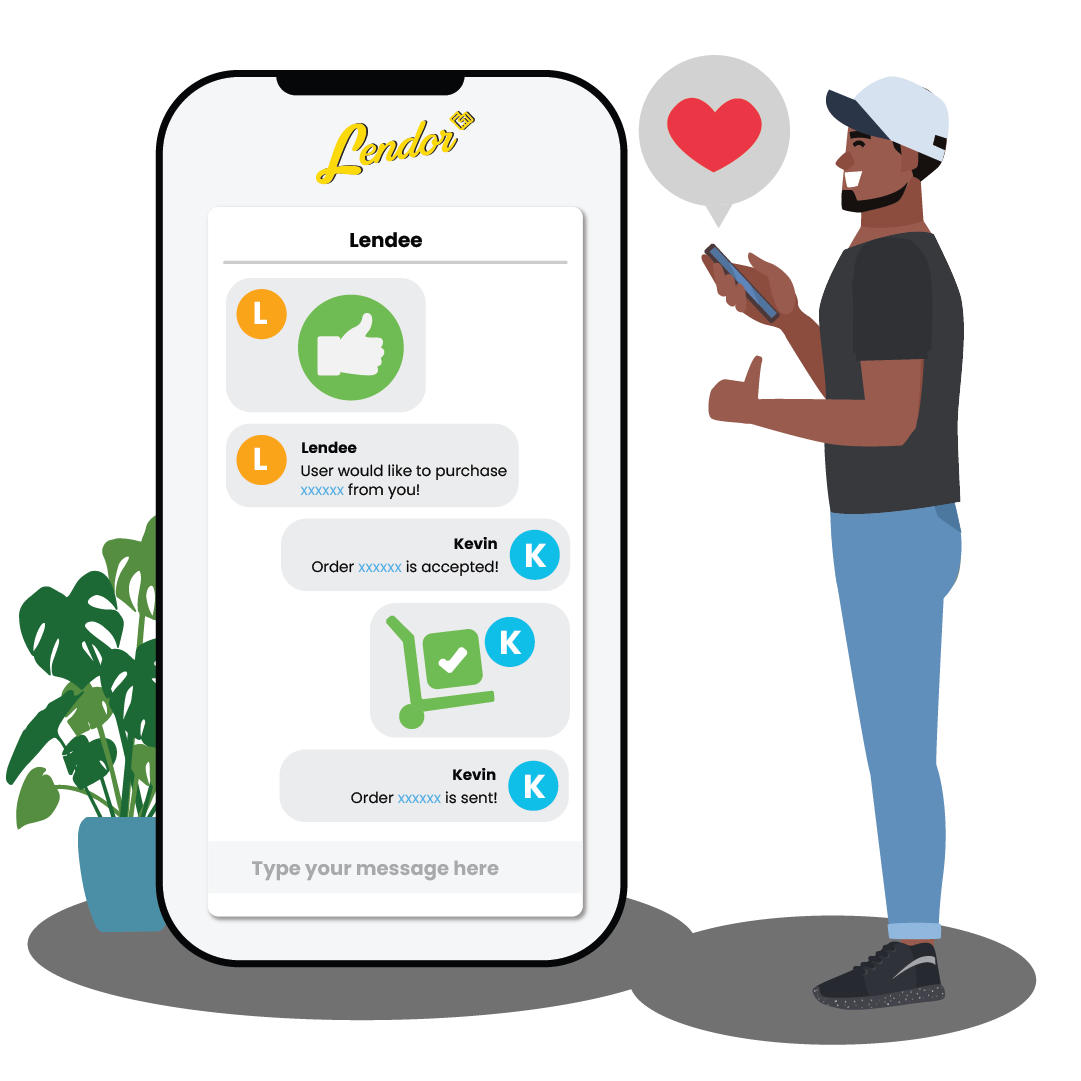 Lendor
Lendee
L
L
Lendee
User would like to purchase
xxxxxx from you!
Kevin
Order xxxxxx is accepted!
K
K
Kevin
Order xxxxxx is sent!
K
Type your message here